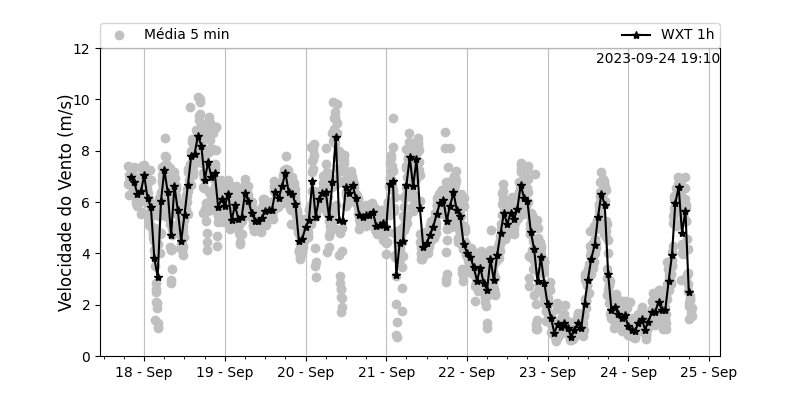 Média 5 min
WXT 1h
2023-09-24 19:10
Velocidade do Vento (m/s)
12
10
8
6
4
2
0
18 - Sep
19 - Sep
20 - Sep
21 - Sep
22 - Sep
23 - Sep
24 - Sep
25 - Sep